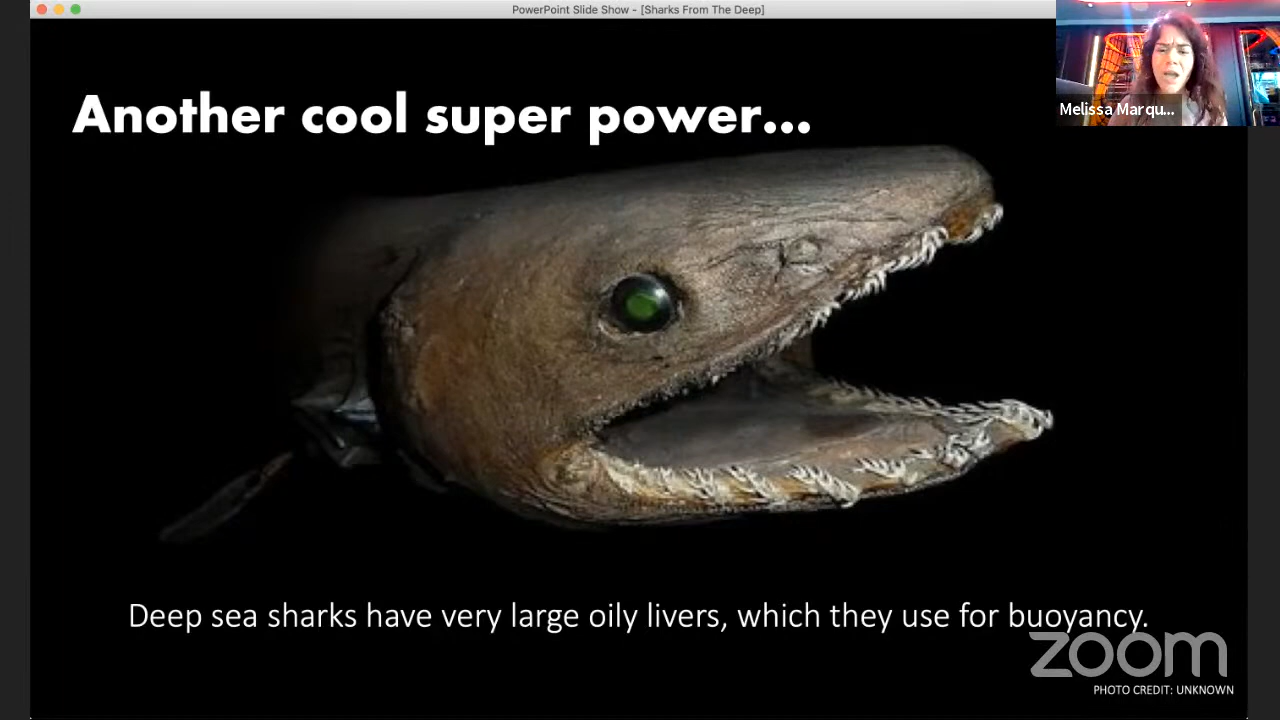 PowerPoint Slide Show - [Sharks From The Deep]
Melissa Marqu...
Another cool super power...
Deep sea sharks have very large oily livers, which they use for buoyancy.
zoom
PHOTO CREDIT: UNKNOWN